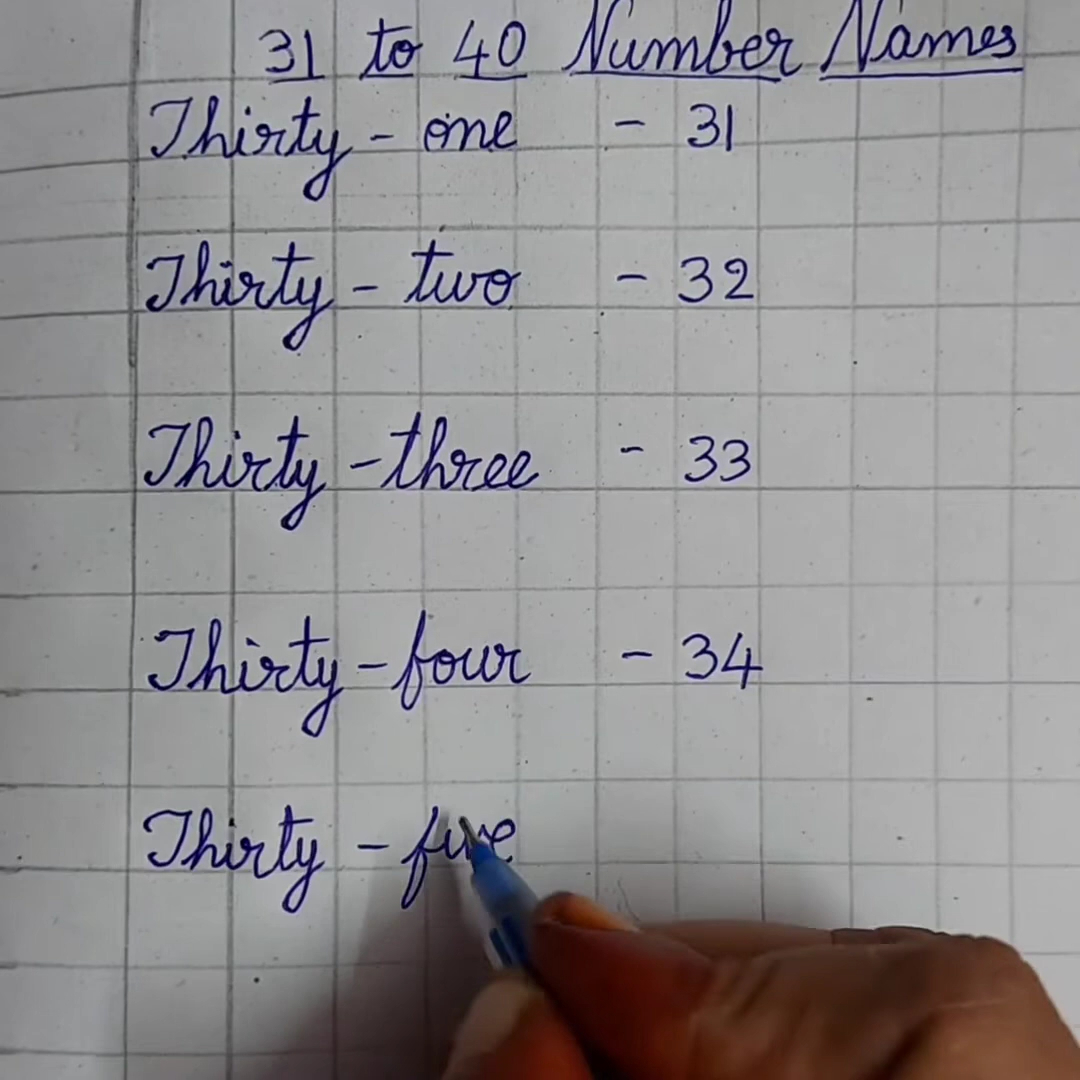 31 to 40 Number Names
Thirty - one - 31
Thirty - two - 32
Thirty - three - 33
Thirty - four - 34
Thirty - five